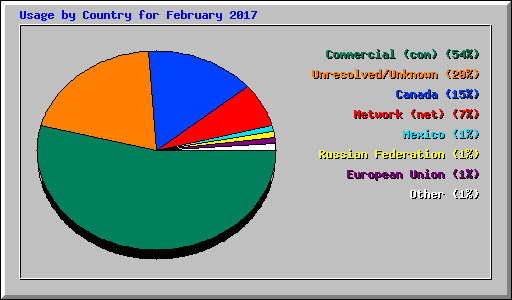 Usage by Country for February 2017
Commercial (com) (54%)
Unresolved/Unknown (20%)
Canada (15%)
Network (net) (7%)
Mexico (1%)
Russian Federation (1%)
European Union (1%)
Other (1%)